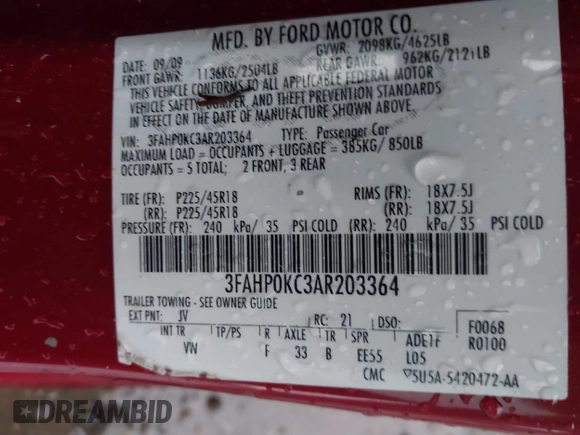 MFD. BY FORD MOTOR CO.
DATE: 09/09 GVWR: 2098KG/4625LB
FRONT GAWR: 1136KG/2504LB REAR GAWR: 962KG/2121LB
THIS VEHICLE CONFORMS TO ALL APPLICABLE FEDERAL MOTOR
VEHICLE SAFETY, BUMPER, AND THEFT PREVENTION STANDARDS
IN EFFECT ON THE DATE OF MANUFACTURE SHOWN ABOVE
VIN: 3FAHP0KC3AR203364 TYPE: Passenger Car
MAXIMUM LOAD = OCCUPANTS + LUGGAGE = 385KG/ 850LB
OCCUPANTS = 5 TOTAL: 2 FRONT, 3 REAR
TIRE (FR): P225/45R18 RIMS (FR): 18X7.5J
(RR): P225/45R18 (RR): 18X7.5J
PRESSURE (FR): 240 kPa/ 35 PSI COLD (RR): 240 kPa/ 35 PSI COLD
3FAHP0KC3AR203364
TRAILER TOWING - SEE OWNER GUIDE
EXT PNT: JV RC: 21 DSO: F0068
INT TR TP/PS R AXLE TR SPR ADE1F R0100
VW F 33 B EE55 L05
CMC 5U5A-5420472-AA
DREAMBID